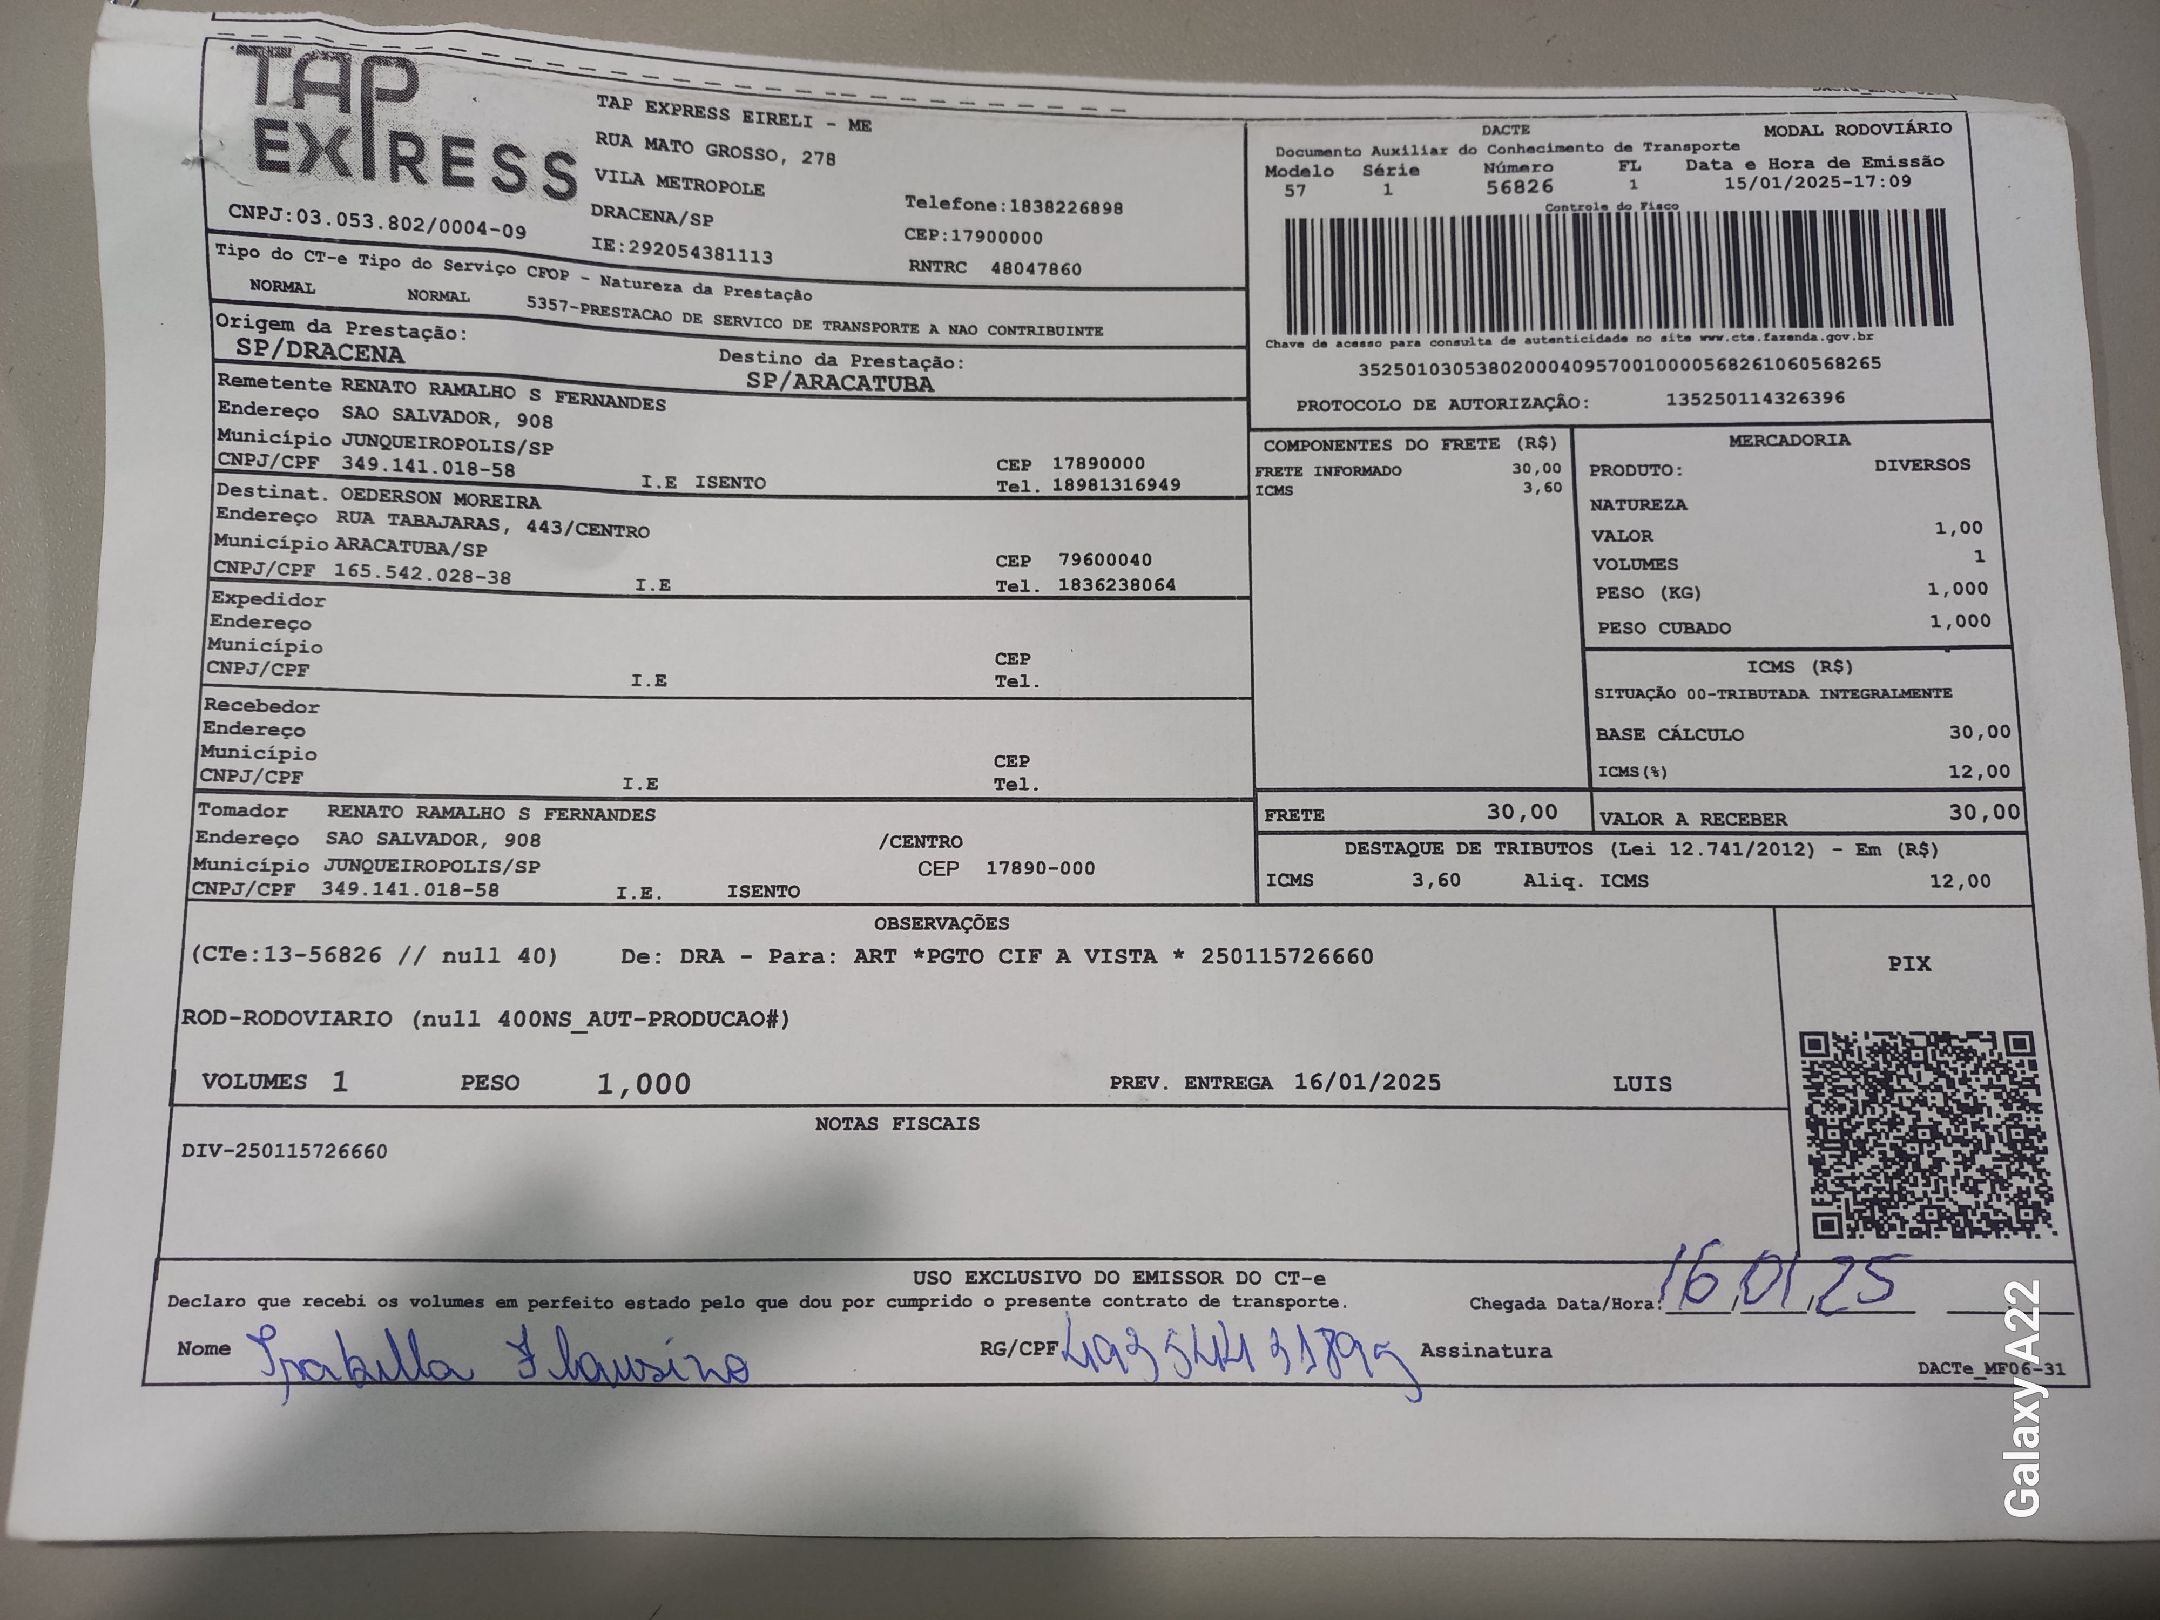 TAP
EXPRESS
CNPJ:03.053.802/0004-09
TAP EXPRESS EIRELI - ME
RUA MATO GROSSO, 278
VILA METROPOLE
DRACENA/SP
IE:292054381113
Telefone:1838226898
CEP:17900000
RNTRC 48047860
DACTE MODAL RODOVIÁRIO
Documento Auxiliar do Conhecimento de Transporte
Modelo Série Número FL Data e Hora de Emissão
57 1 56826 1 15/01/2025-17:09
Controle do Fisco
Chave de acesso para consulta de autenticidade no site www.cte.fazenda.gov.br
35250103053802000409570010000568261060568265
PROTOCOLO DE AUTORIZAÇÃO: 135250114326396
Tipo do CT-e Tipo do Serviço CFOP - Natureza da Prestação
NORMAL NORMAL 5357-PRESTACAO DE SERVICO DE TRANSPORTE A NAO CONTRIBUINTE
Origem da Prestação: Destino da Prestação:
SP/DRACENA SP/ARACATUBA
Remetente RENATO RAMALHO S FERNANDES
Endereço SAO SALVADOR, 908
Município JUNQUEIROPOLIS/SP CEP 17890000
CNPJ/CPF 349.141.018-58 I.E ISENTO Tel. 18981316949
Destinat. OEDERSON MOREIRA
Endereço RUA TABAJARAS, 443/CENTRO
Município ARACATUBA/SP CEP 79600040
CNPJ/CPF 165.542.028-38 I.E Tel. 1836238064
Expedidor
Endereço
Município CEP
CNPJ/CPF I.E Tel.
Recebedor
Endereço
Município CEP
CNPJ/CPF I.E Tel.
Tomador RENATO RAMALHO S FERNANDES
Endereço SAO SALVADOR, 908 /CENTRO
Município JUNQUEIROPOLIS/SP CEP 17890-000
CNPJ/CPF 349.141.018-58 I.E. ISENTO
COMPONENTES DO FRETE (R$)
FRETE INFORMADO 30,00
ICMS 3,60
MERCADORIA
PRODUTO: DIVERSOS
NATUREZA
VALOR 1,00
VOLUMES 1
PESO (KG) 1,000
PESO CUBADO 1,000
ICMS (R$)
SITUAÇÃO 00-TRIBUTADA INTEGRALMENTE
BASE CÁLCULO 30,00
ICMS(%) 12,00
FRETE 30,00 VALOR A RECEBER 30,00
DESTAQUE DE TRIBUTOS (Lei 12.741/2012) - Em (R$)
ICMS 3,60 Aliq. ICMS 12,00
OBSERVAÇÕES
(CTe:13-56826 // null 40) De: DRA - Para: ART *PGTO CIF A VISTA * 250115726660
ROD-RODOVIARIO (null 400NS_AUT-PRODUCAO#)
VOLUMES 1 PESO 1,000 PREV. ENTREGA 16/01/2025 LUIS
PIX
NOTAS FISCAIS
DIV-250115726660
USO EXCLUSIVO DO EMISSOR DO CT-e
Declaro que recebi os volumes em perfeito estado pelo que dou por cumprido o presente contrato de transporte. Chegada Data/Hora: 16/01/25
Nome Isabella Flausino RG/CPF Assinatura
DACTe_MF06-31
Galaxy A22